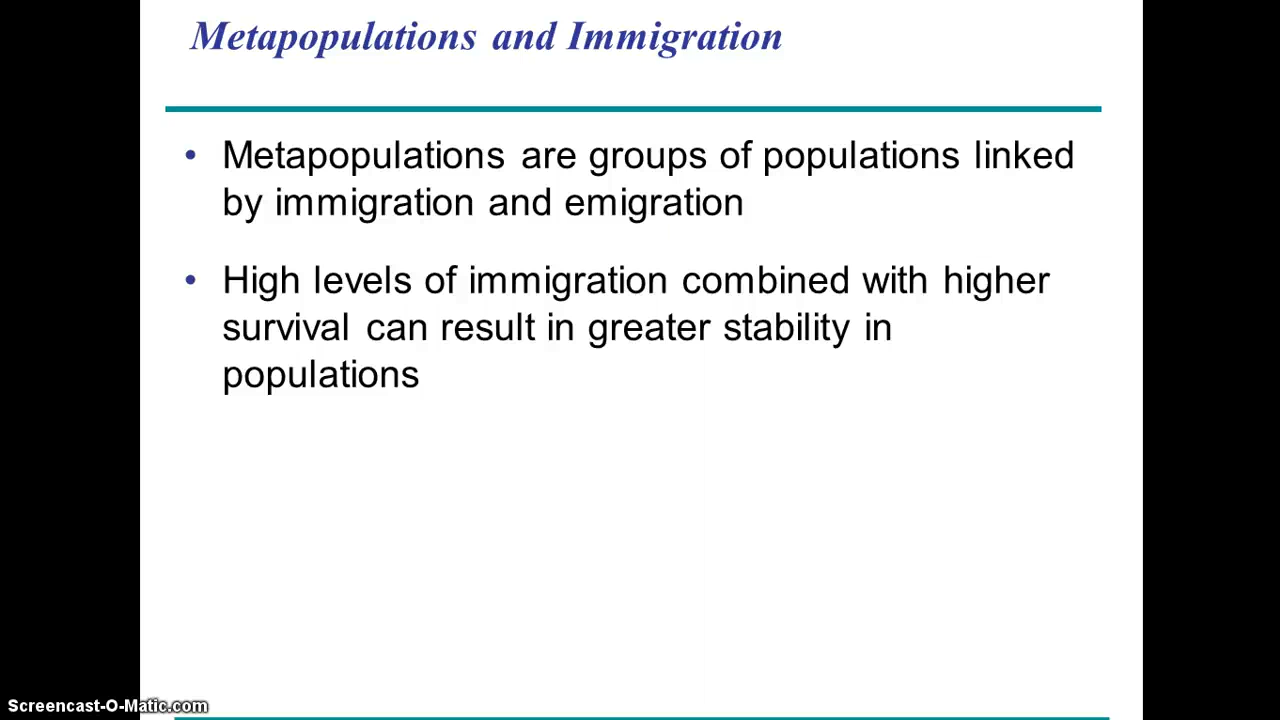 Metapopulations and Immigration
• Metapopulations are groups of populations linked
by immigration and emigration
• High levels of immigration combined with higher
survival can result in greater stability in
populations
Screencast-O-Matic.com